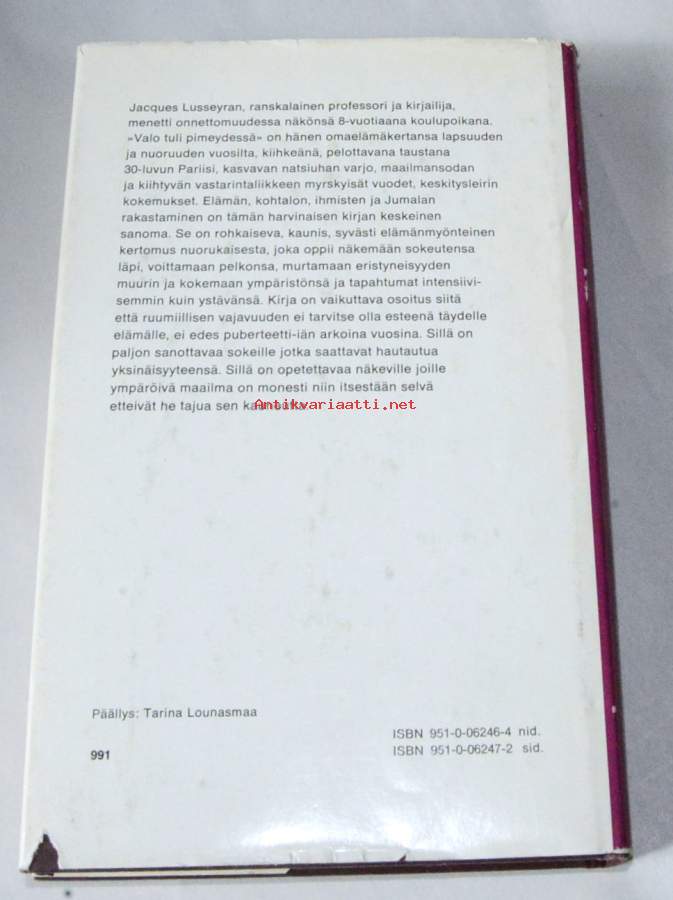 Jacques Lusseyran, ranskalainen professori ja kirjailija,
menetti onnettomuudessa näkönsä 8-vuotiaana koulupoikana.
»Valo tuli pimeydessä» on hänen omaelämäkertansa lapsuuden
ja nuoruuden vuosilta, kiihkeänä, pelottavana taustana
30-luvun Pariisi, kasvavan natsiuhan varjo, maailmansodan
ja kiihtyvän vastarintaliikkeen myrskyisät vuodet, keskitysleirin
kokemukset. Elämän, kohtalon, ihmisten ja Jumalan
rakastaminen on tämän harvinaisen kirjan keskeinen
sanoma. Se on rohkaiseva, kaunis, syvästi elämänmyönteinen
kertomus nuorukaisesta, joka oppii näkemään sokeutensa
läpi, voittamaan pelkonsa, murtamaan eristyneisyyden
muurin ja kokemaan ympäristönsä ja tapahtumat intensiivi-
semmin kuin ystävänsä. Kirja on vaikuttava osoitus siitä
että ruumiillisen vajavuuden ei tarvitse olla esteenä täydelle
elämälle, ei edes puberteetti-iän arkoina vuosina. Sillä on
paljon sanottavaa sokeille jotka saattavat hautautua
yksinäisyyteensä. Sillä on opetettavaa näkeville joille
ympäröivä maailma on monesti niin itsestään selvä
etteivät he tajua sen
Antikvariaatti.net
Päällys: Tarina Lounasmaa
ISBN 951-0-06246-4 nid.
991
ISBN 951-0-06247-2 sid.